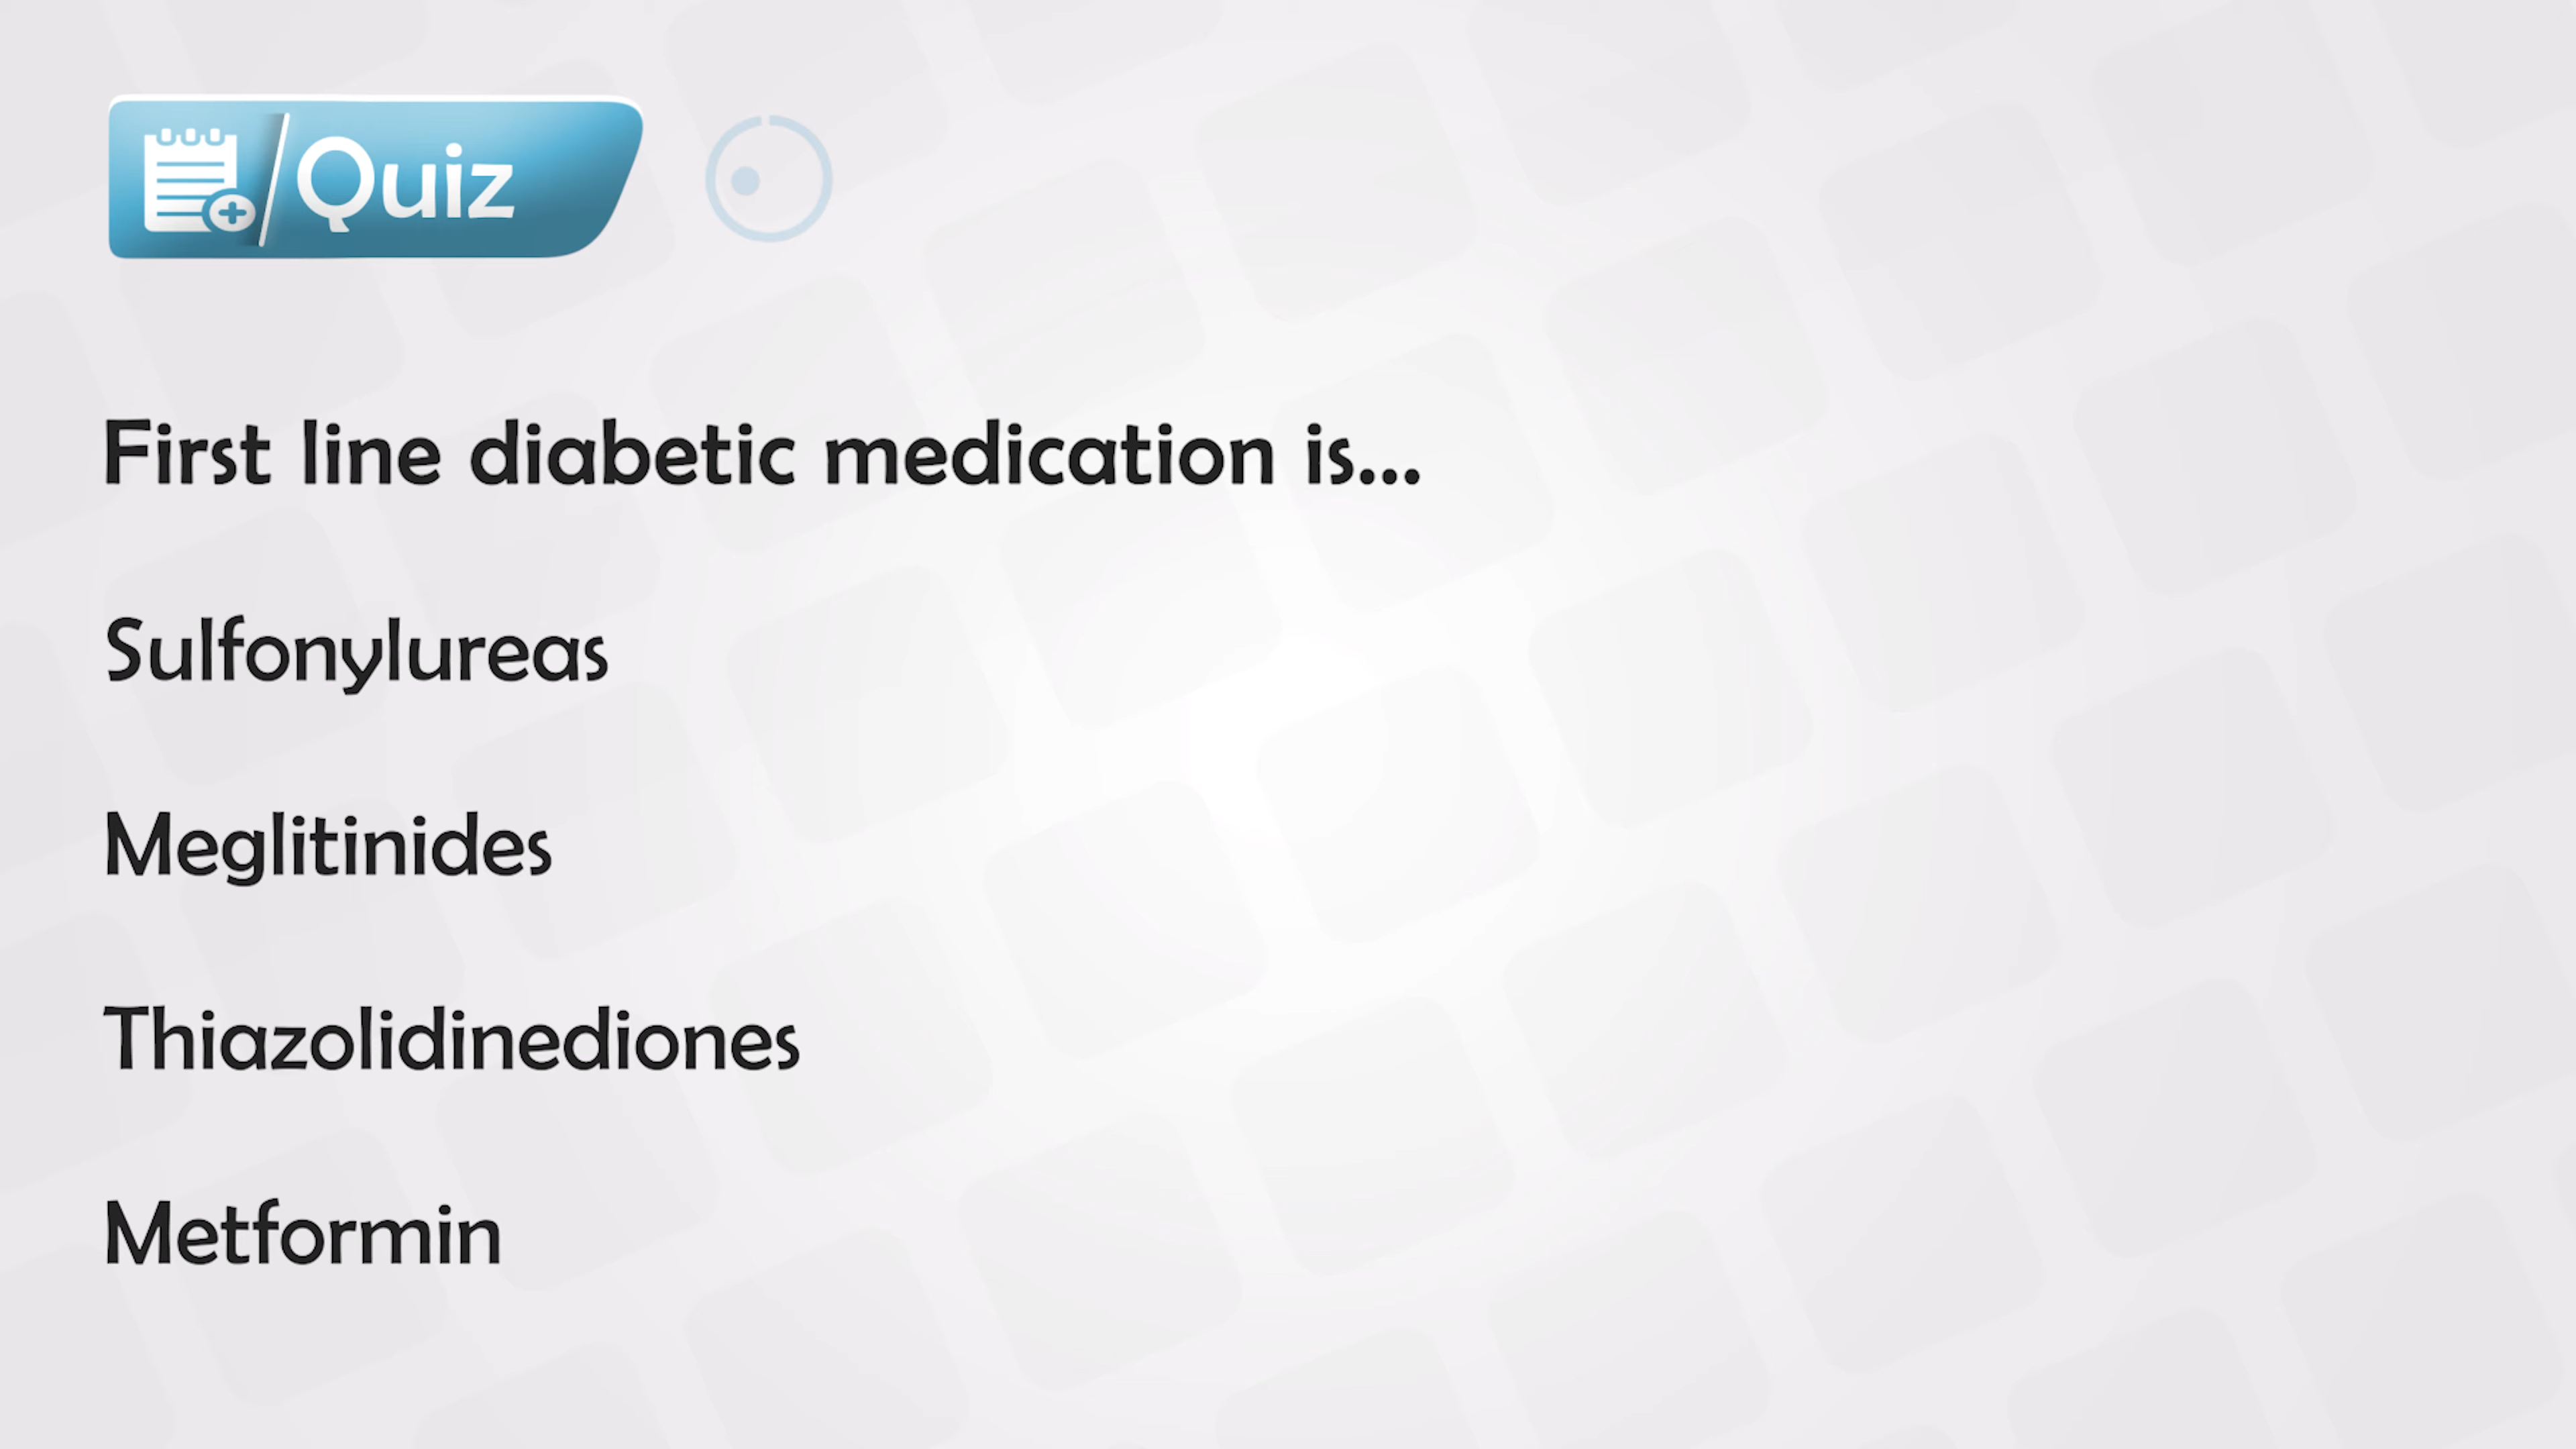 Quiz
First line diabetic medication is...
Sulfonylureas
Meglitinides
Thiazolidinediones
Metformin